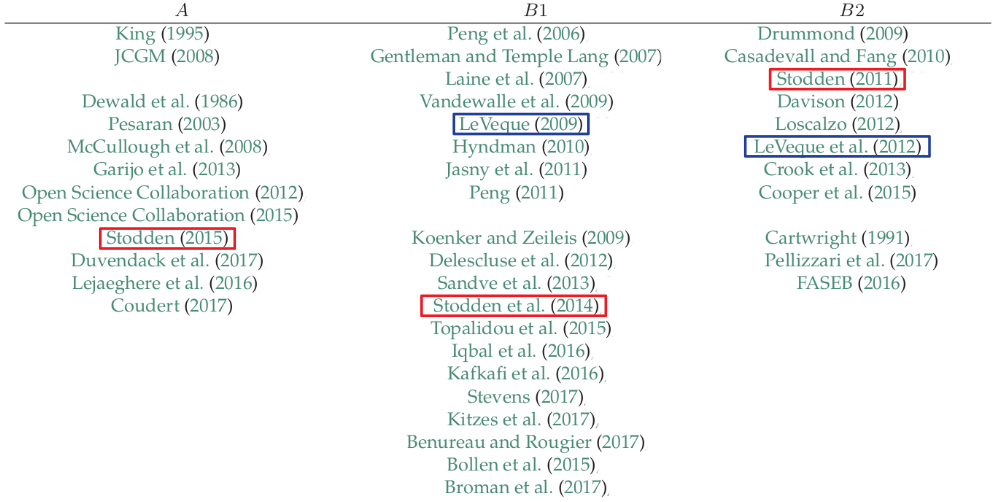 A B1 B2
King (1995) Peng et al. (2006) Drummond (2009)
JCGM (2008) Gentleman and Temple Lang (2007) Casadevall and Fang (2010)
Laine et al. (2007) Stodden (2011)
Dewald et al. (1986) Vandewalle et al. (2009) Davison (2012)
Pesaran (2003) LeVeque (2009) Loscalzo (2012)
McCullough et al. (2008) Hyndman (2010) LeVeque et al. (2012)
Garijo et al. (2013) Jasny et al. (2011) Crook et al. (2013)
Open Science Collaboration (2012) Peng (2011) Cooper et al. (2015)
Open Science Collaboration (2015)
Stodden (2015) Koenker and Zeileis (2009) Cartwright (1991)
Duvendack et al. (2017) Delescluse et al. (2012) Pellizzari et al. (2017)
Lejaeghere et al. (2016) Sandve et al. (2013) FASEB (2016)
Coudert (2017) Stodden et al. (2014)
Topalidou et al. (2015)
Iqbal et al. (2016)
Kafkafi et al. (2016)
Stevens (2017)
Kitzes et al. (2017)
Benureau and Rougier (2017)
Bollen et al. (2015)
Broman et al. (2017)